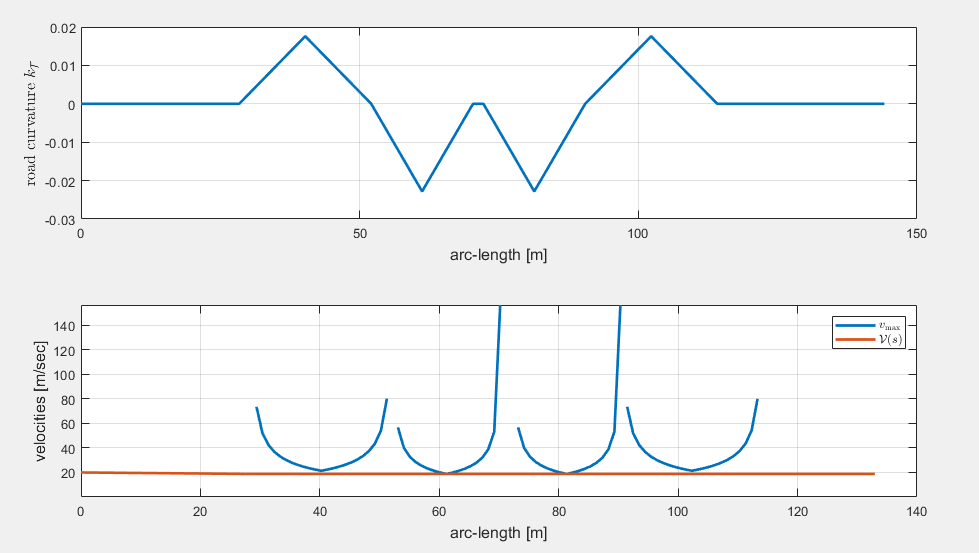 0.02
0.01
0
-0.01
-0.02
-0.03
road curvature k_T
0 50 100 150
arc-length [m]
140
120
100
80
60
40
20
velocities [m/sec]
v_max
V(s)
0 20 40 60 80 100 120 140
arc-length [m]